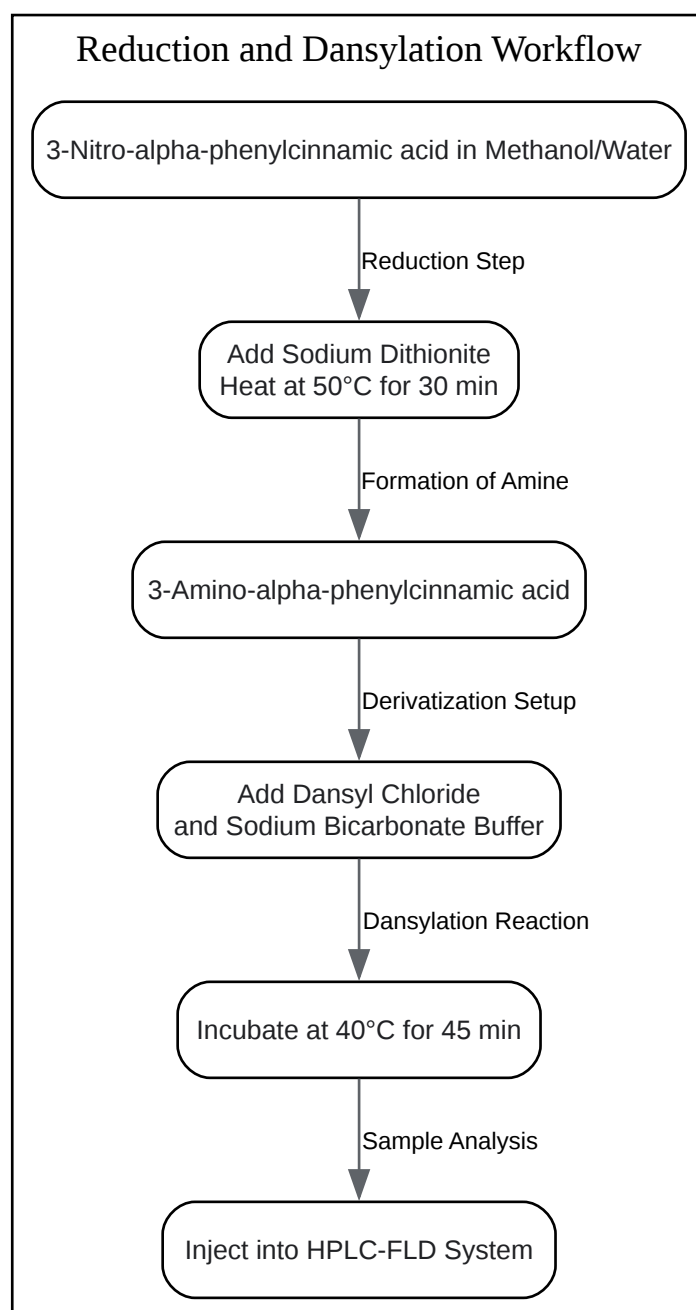 Reduction and Dansylation Workflow
3-Nitro-alpha-phenylcinnamic acid in Methanol/Water
Reduction Step
Add Sodium Dithionite
Heat at 50°C for 30 min
Formation of Amine
3-Amino-alpha-phenylcinnamic acid
Derivatization Setup
Add Dansyl Chloride
and Sodium Bicarbonate Buffer
Dansylation Reaction
Incubate at 40°C for 45 min
Sample Analysis
Inject into HPLC-FLD System